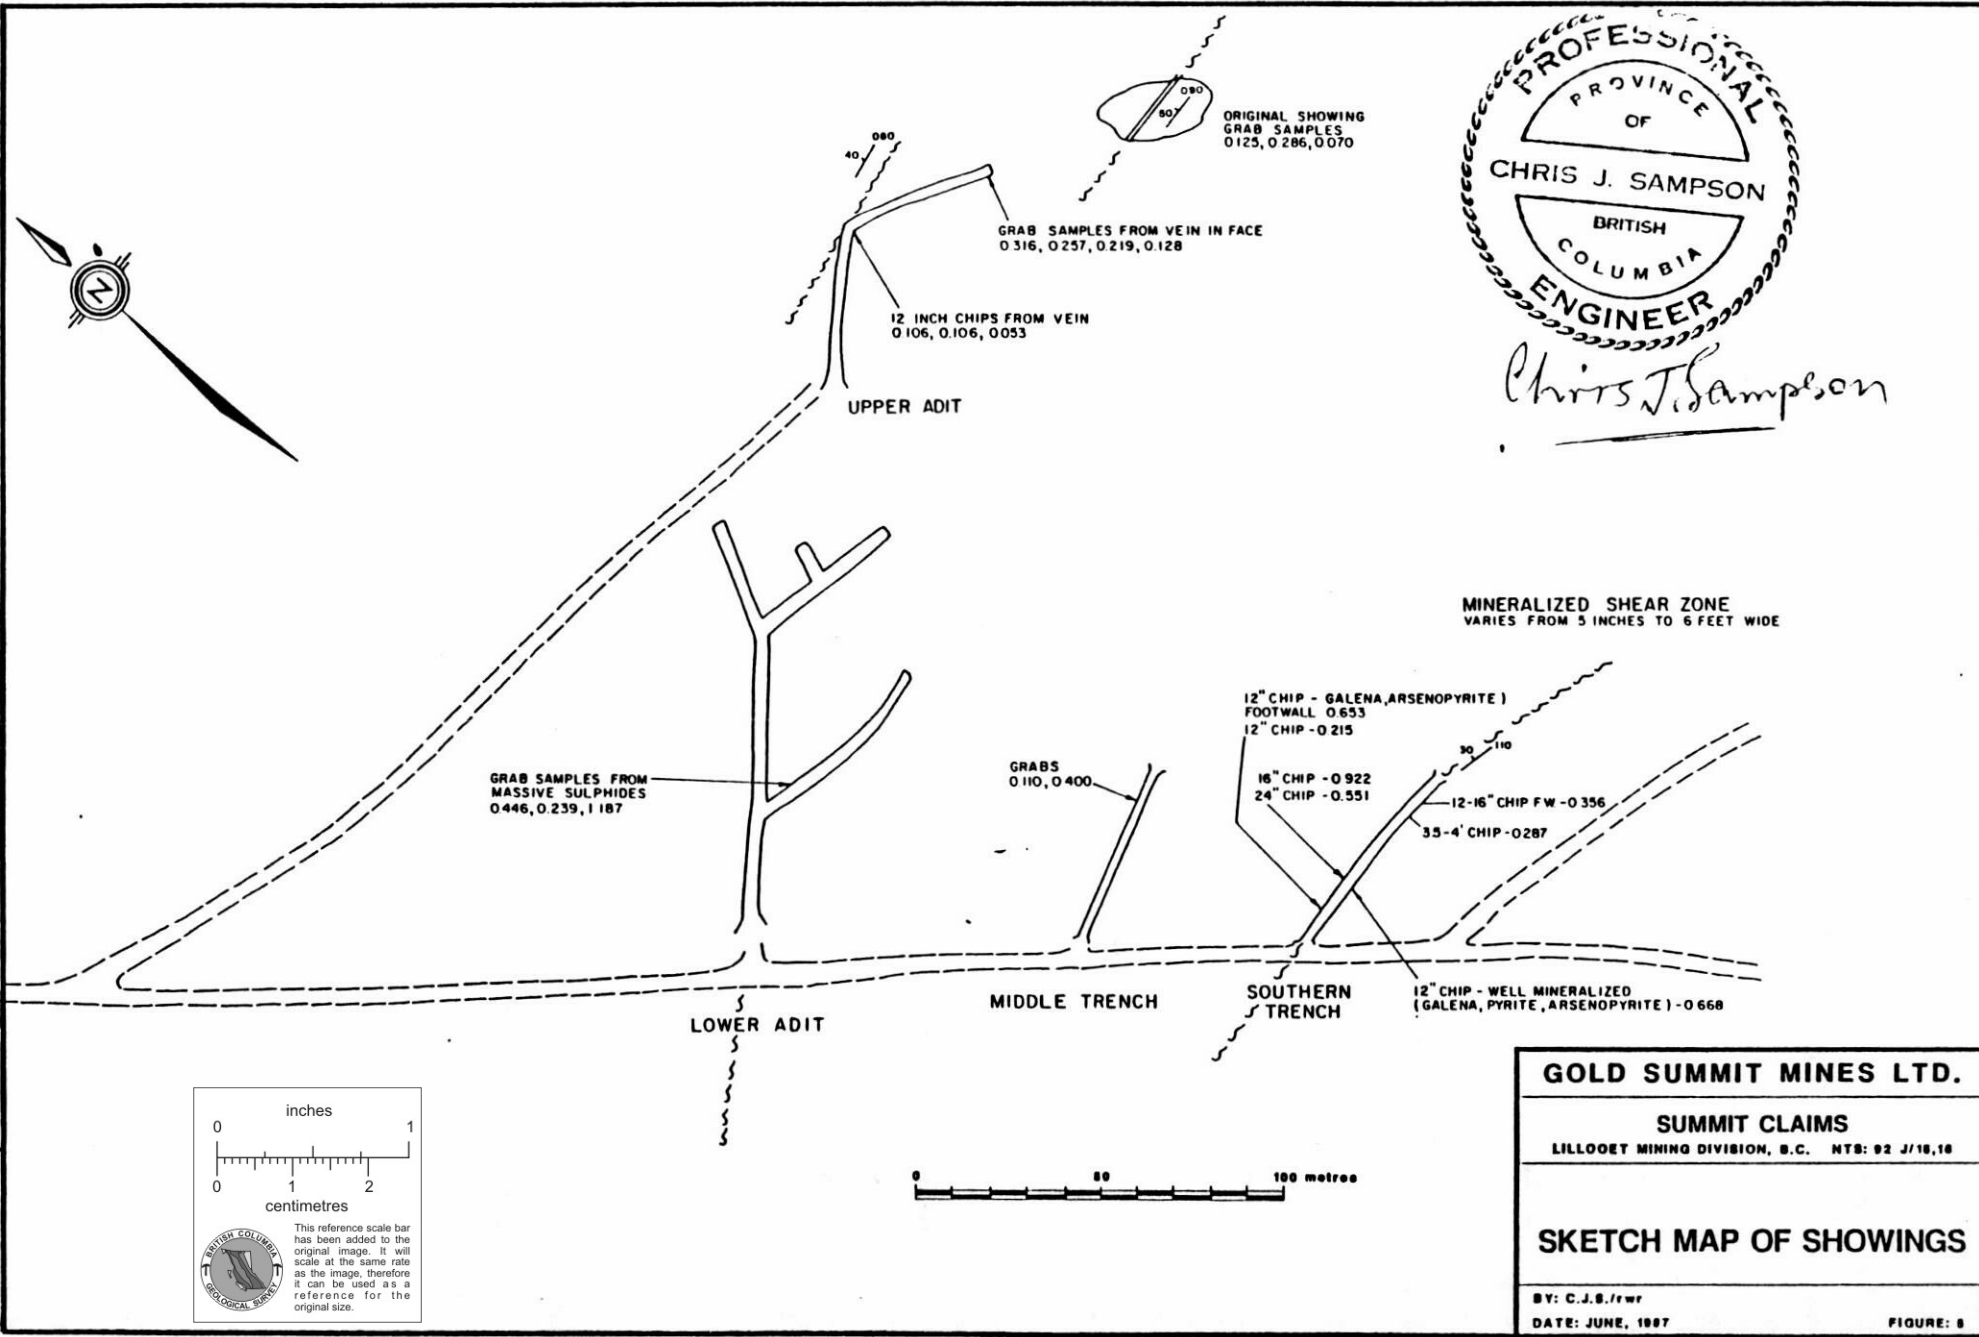 PROFESSIONAL
PROVINCE
OF
CHRIS J. SAMPSON
BRITISH
COLUMBIA
ENGINEER
Chris J. Sampson
090
50
ORIGINAL SHOWING
GRAB SAMPLES
0.125, 0.286, 0.070
080
40
GRAB SAMPLES FROM VEIN IN FACE
0.316, 0.257, 0.219, 0.128
N
12 INCH CHIPS FROM VEIN
0.106, 0.106, 0.053
UPPER ADIT
MINERALIZED SHEAR ZONE
VARIES FROM 5 INCHES TO 6 FEET WIDE
12" CHIP - GALENA, ARSENOPYRITE )
FOOTWALL 0.653
12" CHIP - 0.215
30 110
GRAB SAMPLES FROM
MASSIVE SULPHIDES
0.446, 0.239, 1.187
GRABS
0.110, 0.400
16" CHIP - 0.922
24" CHIP - 0.551
12-16" CHIP FW - 0.356
3.5-4' CHIP - 0.287
LOWER ADIT
MIDDLE TRENCH
SOUTHERN
TRENCH
12" CHIP - WELL MINERALIZED
(GALENA, PYRITE, ARSENOPYRITE) - 0.668
inches
0 1
0 1 2
centimetres
This reference scale bar
has been added to the
original image. It will
scale at the same rate
as the image, therefore
it can be used as a
reference for the
original size.
BRITISH COLUMBIA
GEOLOGICAL SURVEY
0 50 100 metres
GOLD SUMMIT MINES LTD.
SUMMIT CLAIMS
LILLOOET MINING DIVISION, B.C. NTS: 92 J/15,16
SKETCH MAP OF SHOWINGS
BY: C.J.S./rwr
DATE: JUNE, 1987
FIGURE: